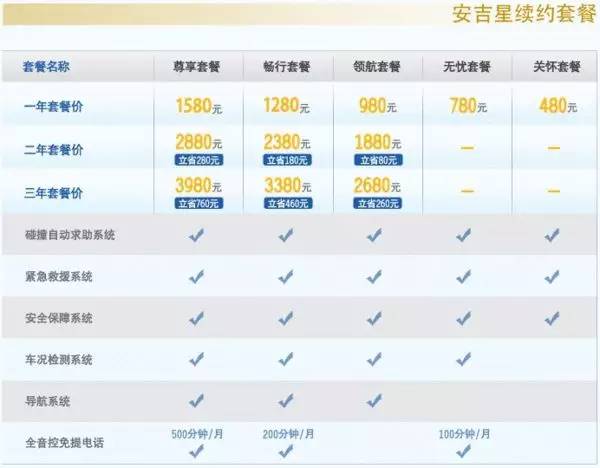 安吉星续约套餐
套餐名称 尊享套餐 畅行套餐 领航套餐 无忧套餐 关怀套餐
一年套餐价 1580元 1280元 980元 780元 480元
二年套餐价 2880元 2380元 1880元 — —
立省280元 立省180元 立省80元
三年套餐价 3980元 3380元 2680元 — —
立省760元 立省460元 立省260元
碰撞自动求助系统 ✓ ✓ ✓ ✓ ✓
紧急救援系统 ✓ ✓ ✓ ✓ ✓
安全保障系统 ✓ ✓ ✓ ✓ ✓
车况检测系统 ✓ ✓ ✓ ✓
导航系统 ✓ ✓ ✓
500分钟/月 200分钟/月 100分钟/月
全音控免提电话 ✓ ✓ ✓